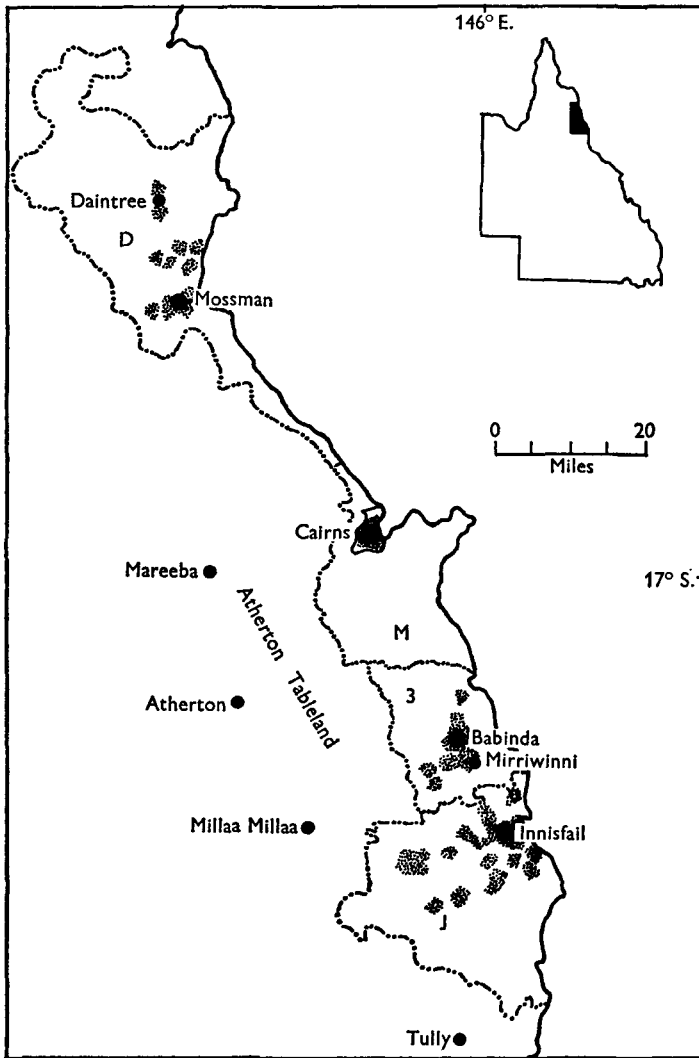 146° E.
Daintree
D
Mossman
0 20
Miles
Cairns
Mareeba
17° S.
Atherton Tableland
M
3
Atherton
Babinda
Mirriwinni
Millaa Millaa
Innisfail
J
Tully